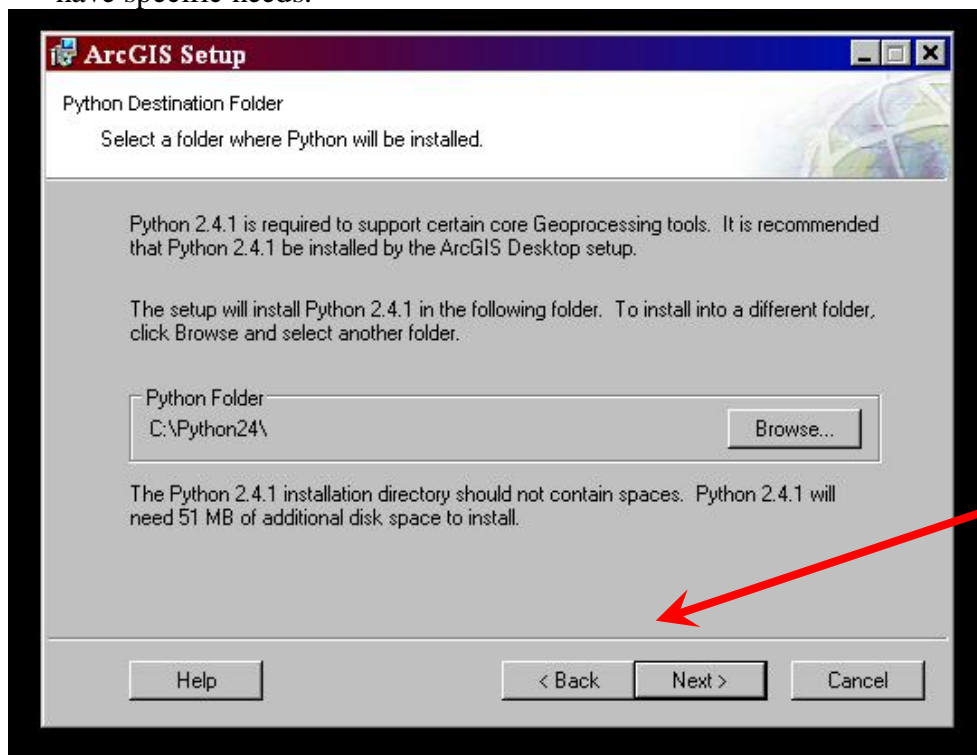 have specific needs.
ArcGIS Setup
Python Destination Folder
Select a folder where Python will be installed.
Python 2.4.1 is required to support certain core Geoprocessing tools. It is recommended
that Python 2.4.1 be installed by the ArcGIS Desktop setup.
The setup will install Python 2.4.1 in the following folder. To install into a different folder,
click Browse and select another folder.
Python Folder
C:\Python24\
Browse...
The Python 2.4.1 installation directory should not contain spaces. Python 2.4.1 will
need 51 MB of additional disk space to install.
Help
< Back
Next >
Cancel